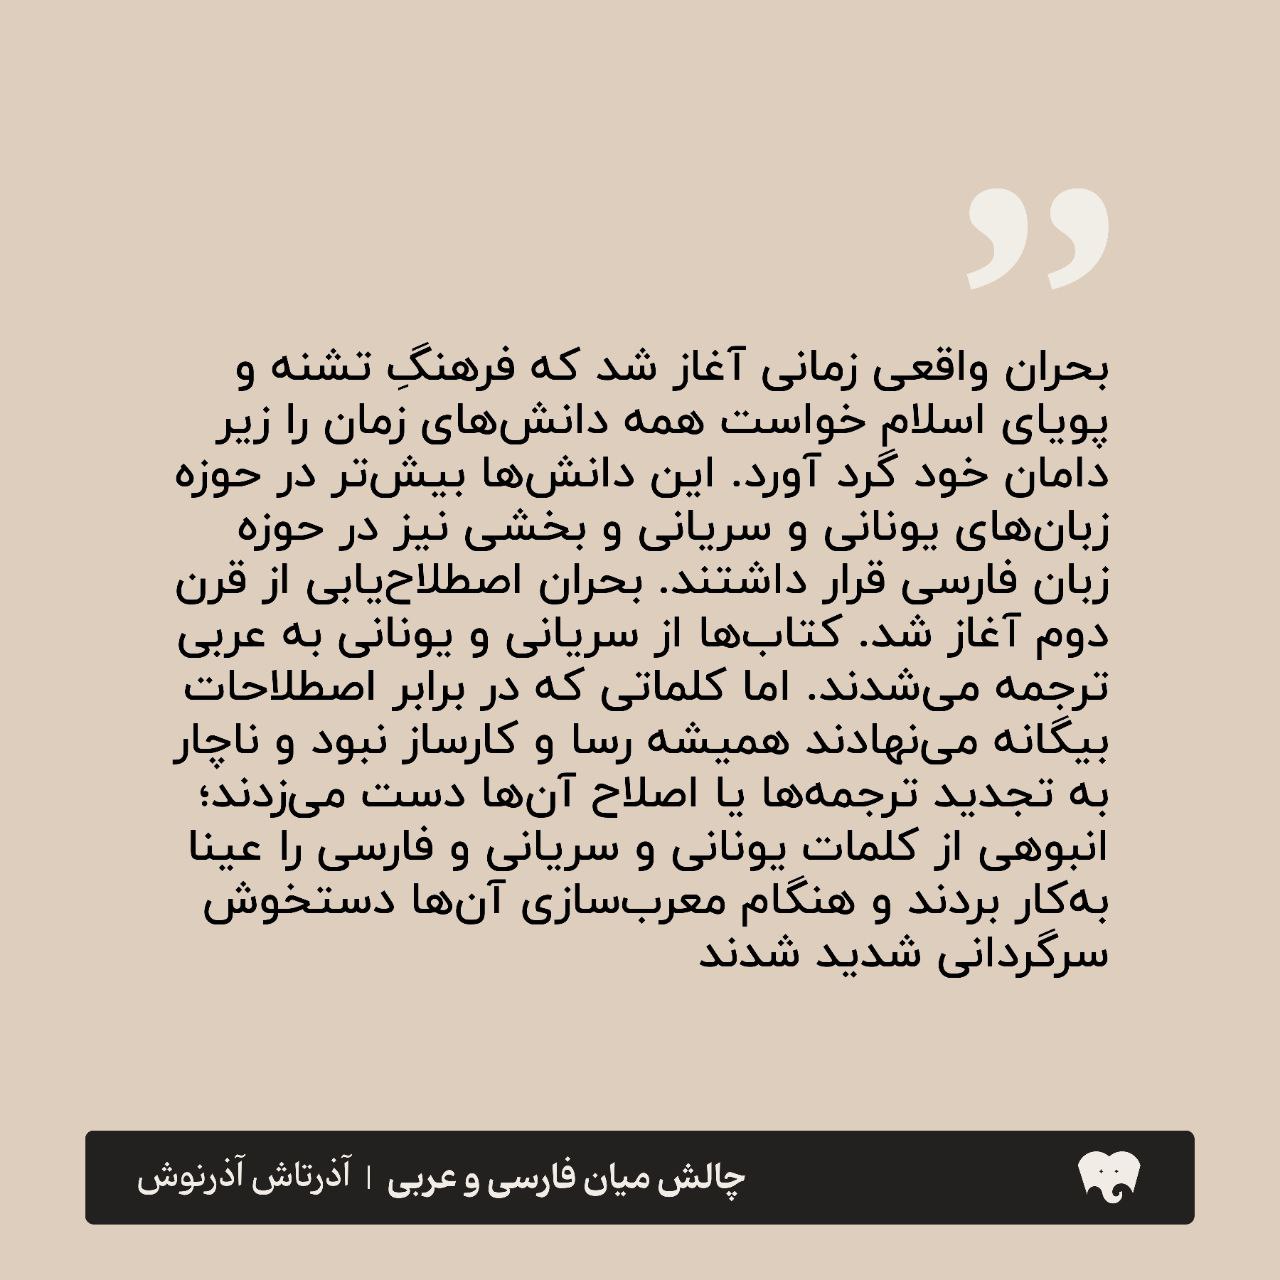 بحران واقعی زمانی آغاز شد که فرهنگِ تشنه و
پویای اسلام خواست همه دانش‌های زمان را زیر
دامان خود گرد آورد. این دانش‌ها بیش‌تر در حوزه
زبان‌های یونانی و سریانی و بخشی نیز در حوزه
زبان فارسی قرار داشتند. بحران اصطلاح‌یابی از قرن
دوم آغاز شد. کتاب‌ها از سریانی و یونانی به عربی
ترجمه می‌شدند. اما کلماتی که در برابر اصطلاحات
بیگانه می‌نهادند همیشه رسا و کارساز نبود و ناچار
به تجدید ترجمه‌ها یا اصلاح آن‌ها دست می‌زدند؛
انبوهی از کلمات یونانی و سریانی و فارسی را عینا
به‌کار بردند و هنگام معرب‌سازی آن‌ها دستخوش
سرگردانی شدید شدند
چالش میان فارسی و عربی | آذرتاش آذرنوش